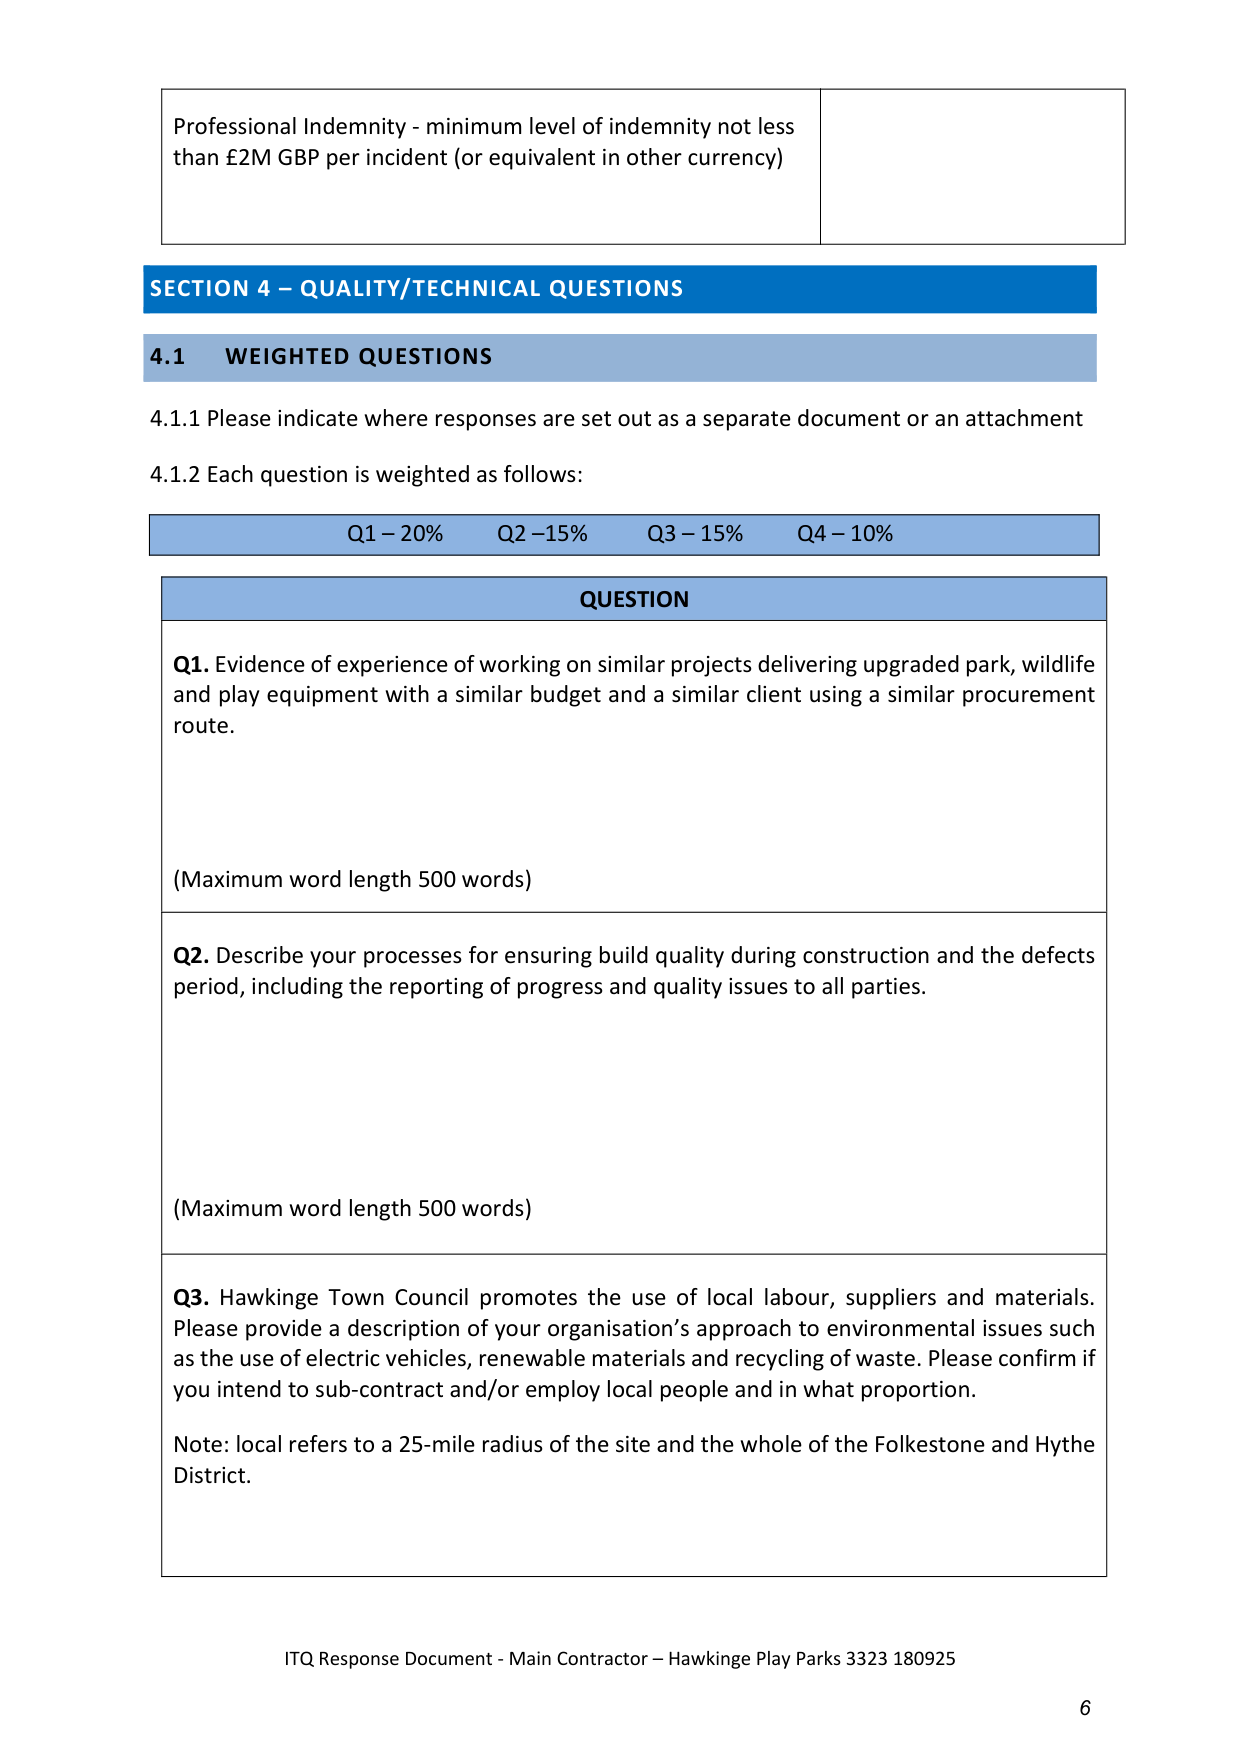 Professional Indemnity - minimum level of indemnity not less
than £2M GBP per incident (or equivalent in other currency)
SECTION 4 – QUALITY/TECHNICAL QUESTIONS
4.1 WEIGHTED QUESTIONS
4.1.1 Please indicate where responses are set out as a separate document or an attachment
4.1.2 Each question is weighted as follows:
Q1 – 20% Q2 –15% Q3 – 15% Q4 – 10%
QUESTION
Q1. Evidence of experience of working on similar projects delivering upgraded park, wildlife
and play equipment with a similar budget and a similar client using a similar procurement
route.
(Maximum word length 500 words)
Q2. Describe your processes for ensuring build quality during construction and the defects
period, including the reporting of progress and quality issues to all parties.
(Maximum word length 500 words)
Q3. Hawkinge Town Council promotes the use of local labour, suppliers and materials.
Please provide a description of your organisation’s approach to environmental issues such
as the use of electric vehicles, renewable materials and recycling of waste. Please confirm if
you intend to sub-contract and/or employ local people and in what proportion.
Note: local refers to a 25-mile radius of the site and the whole of the Folkestone and Hythe
District.
ITQ Response Document - Main Contractor – Hawkinge Play Parks 3323 180925
6